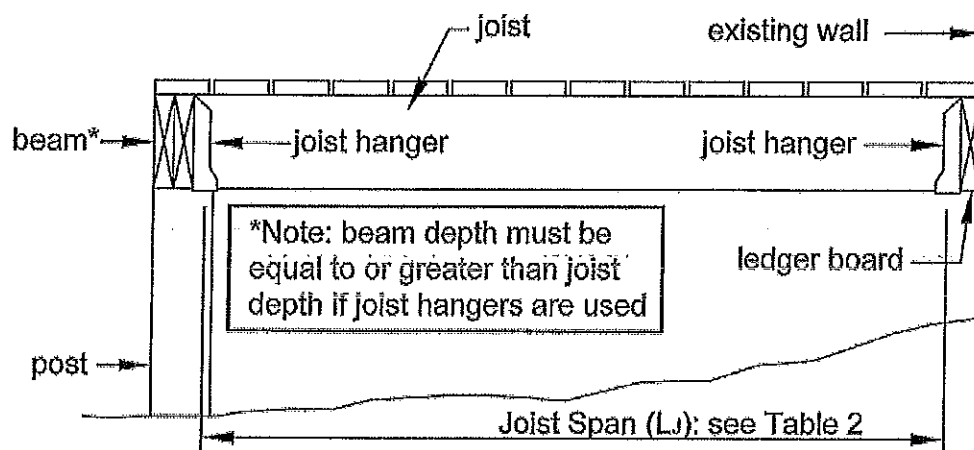 joist
existing wall
beam*
joist hanger
joist hanger
*Note: beam depth must be
equal to or greater than joist
depth if joist hangers are used
ledger board
post
Joist Span (LJ): see Table 2